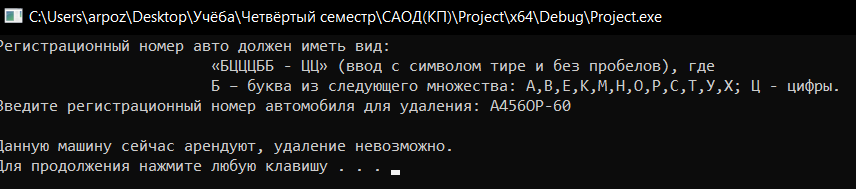 C:\Users\arpoz\Desktop\Учёба\Четвёртый семестр\САОД(КП)\Project\x64\Debug\Project.exe
Регистрационный номер авто должен иметь вид:
«БЦЦЦББ - ЦЦ» (ввод с символом тире и без пробелов), где
Б – буква из следующего множества: А,В,Е,К,М,Н,О,Р,С,Т,У,Х; Ц - цифры.
Введите регистрационный номер автомобиля для удаления: А456ОР-60
Данную машину сейчас арендуют, удаление невозможно.
Для продолжения нажмите любую клавишу . . .